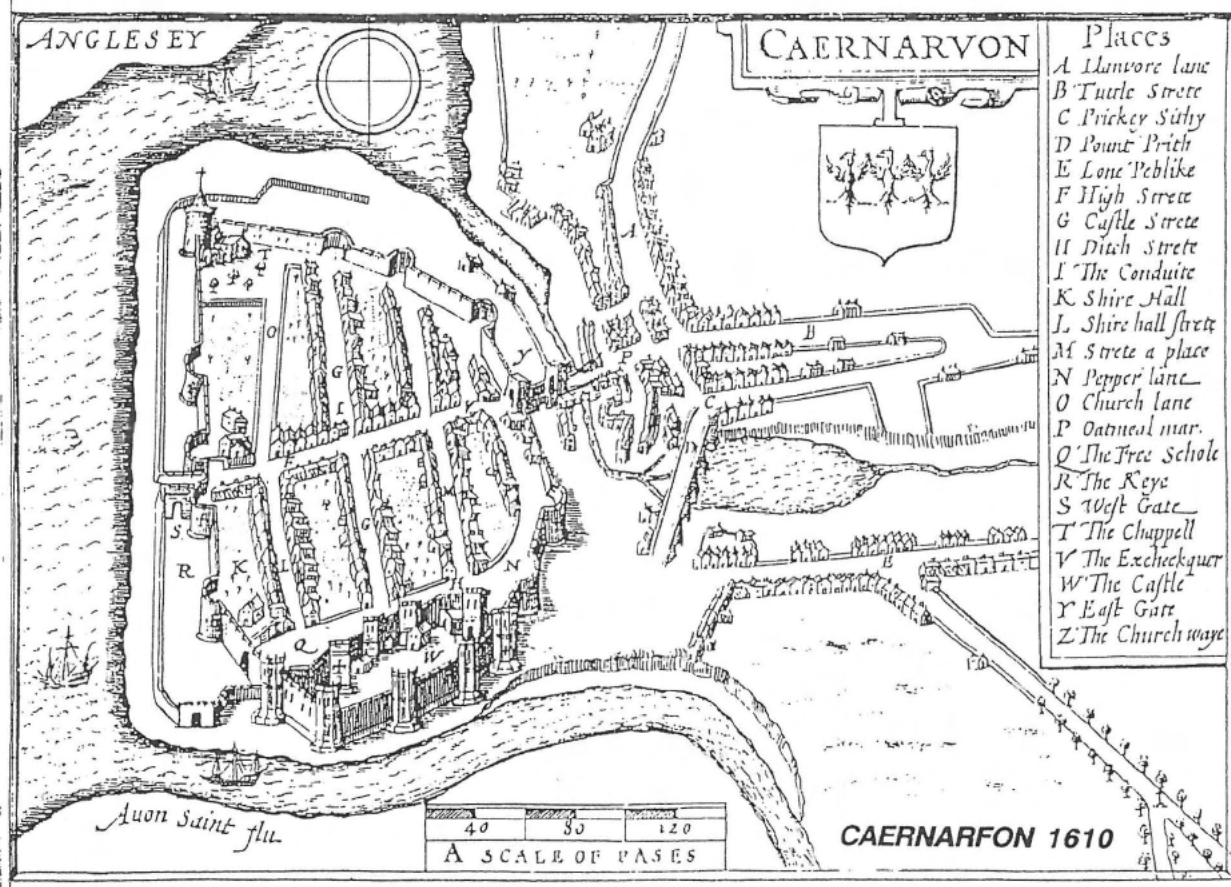 ANGLESEY
CAERNARVON
Places
A Llanvore lane
B Tuttle Strete
C Prickey Sithy
D Pount Prith
E Lone Peblike
F High Strete
G Castle Strete
H Ditch Strete
I The Conduite
K Shire Hall
L Shire hall strete
M Strete a place
N Pepper lane
O Church lane
P Oatmeal mar.
Q The Free Schole
R The Keye
S West Gate
T The Chappell
V The Excheckquer
W The Castle
Y East Gate
Z The Church waye
A
T
O
G
I
Y
P
B
C
N
S
R
K
L
G
N
E
Q
W
Avon Saint flu.
40 80 120
A SCALE OF PASES
CAERNARFON 1610